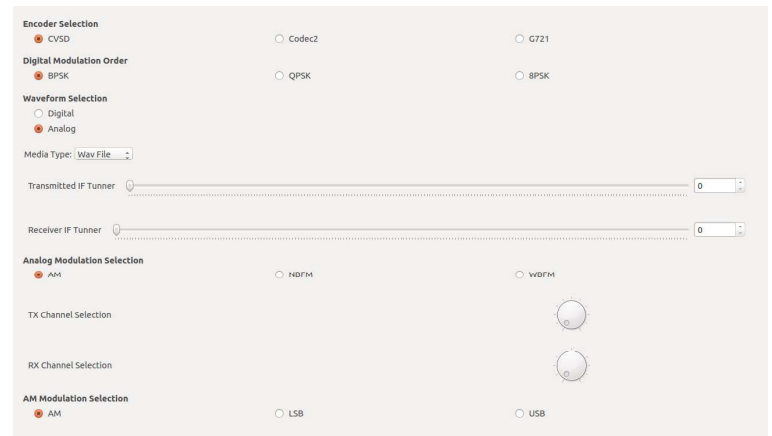 Encoder Selection
CVSD Codec2 G721
Digital Modulation Order
BPSK QPSK 8PSK
Waveform Selection
Digital
Analog
Media Type: Wav File
Transmitted IF Tunner 0
Receiver IF Tunner 0
Analog Modulation Selection
AM NBFM WBFM
TX Channel Selection
RX Channel Selection
AM Modulation Selection
AM LSB USB